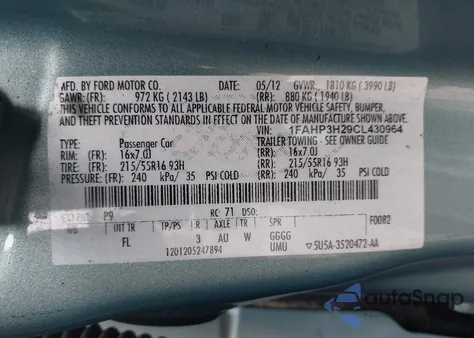 MFD. BY FORD MOTOR CO. DATE: 05/12 GVWR: 1810 KG ( 3990 LB)
GAWR: (FR) 972 KG ( 2143 LB) (RR) 880 KG ( 1940 LB)
THIS VEHICLE CONFORMS TO ALL APPLICABLE FEDERAL MOTOR VEHICLE SAFETY, BUMPER,
AND THEFT PREVENTION STANDARDS IN EFFECT ON THE DATE OF MANUFACTURE SHOWN ABOVE.
VIN: 1FAHP3H29CL430964
TYPE: Passenger Car TRAILER TOWING - SEE OWNER GUIDE
RIM: (FR) 16x7.0J (RR) 16x7.0J
TIRE: (FR) 215/55R16 93H (RR) 215/55R16 93H
PRESSURE: (FR) 240 kPa/ 35 PSI COLD (RR) 240 kPa/ 35 PSI COLD
EXT PNT: P9 RC: 71 DSO: F0082
WB INT TR TP/PS R AXLE TR SPR
FL 3 AU W GGGG
1201205247894 UMU 5U5A-3520472-AA
autoSnap